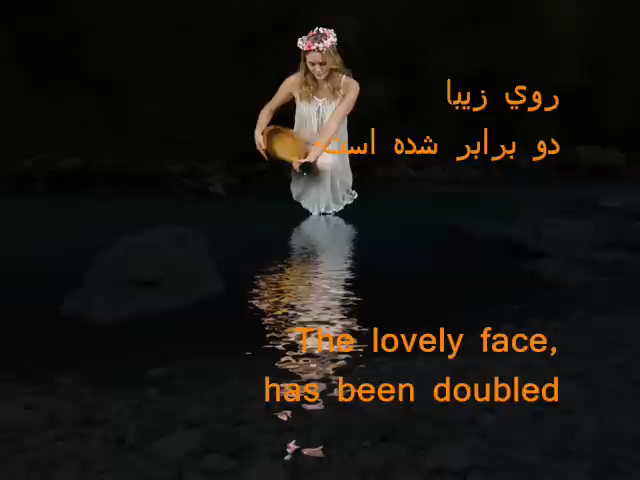 روي زيبا
دو برابر شده است
The lovely face,
has been doubled